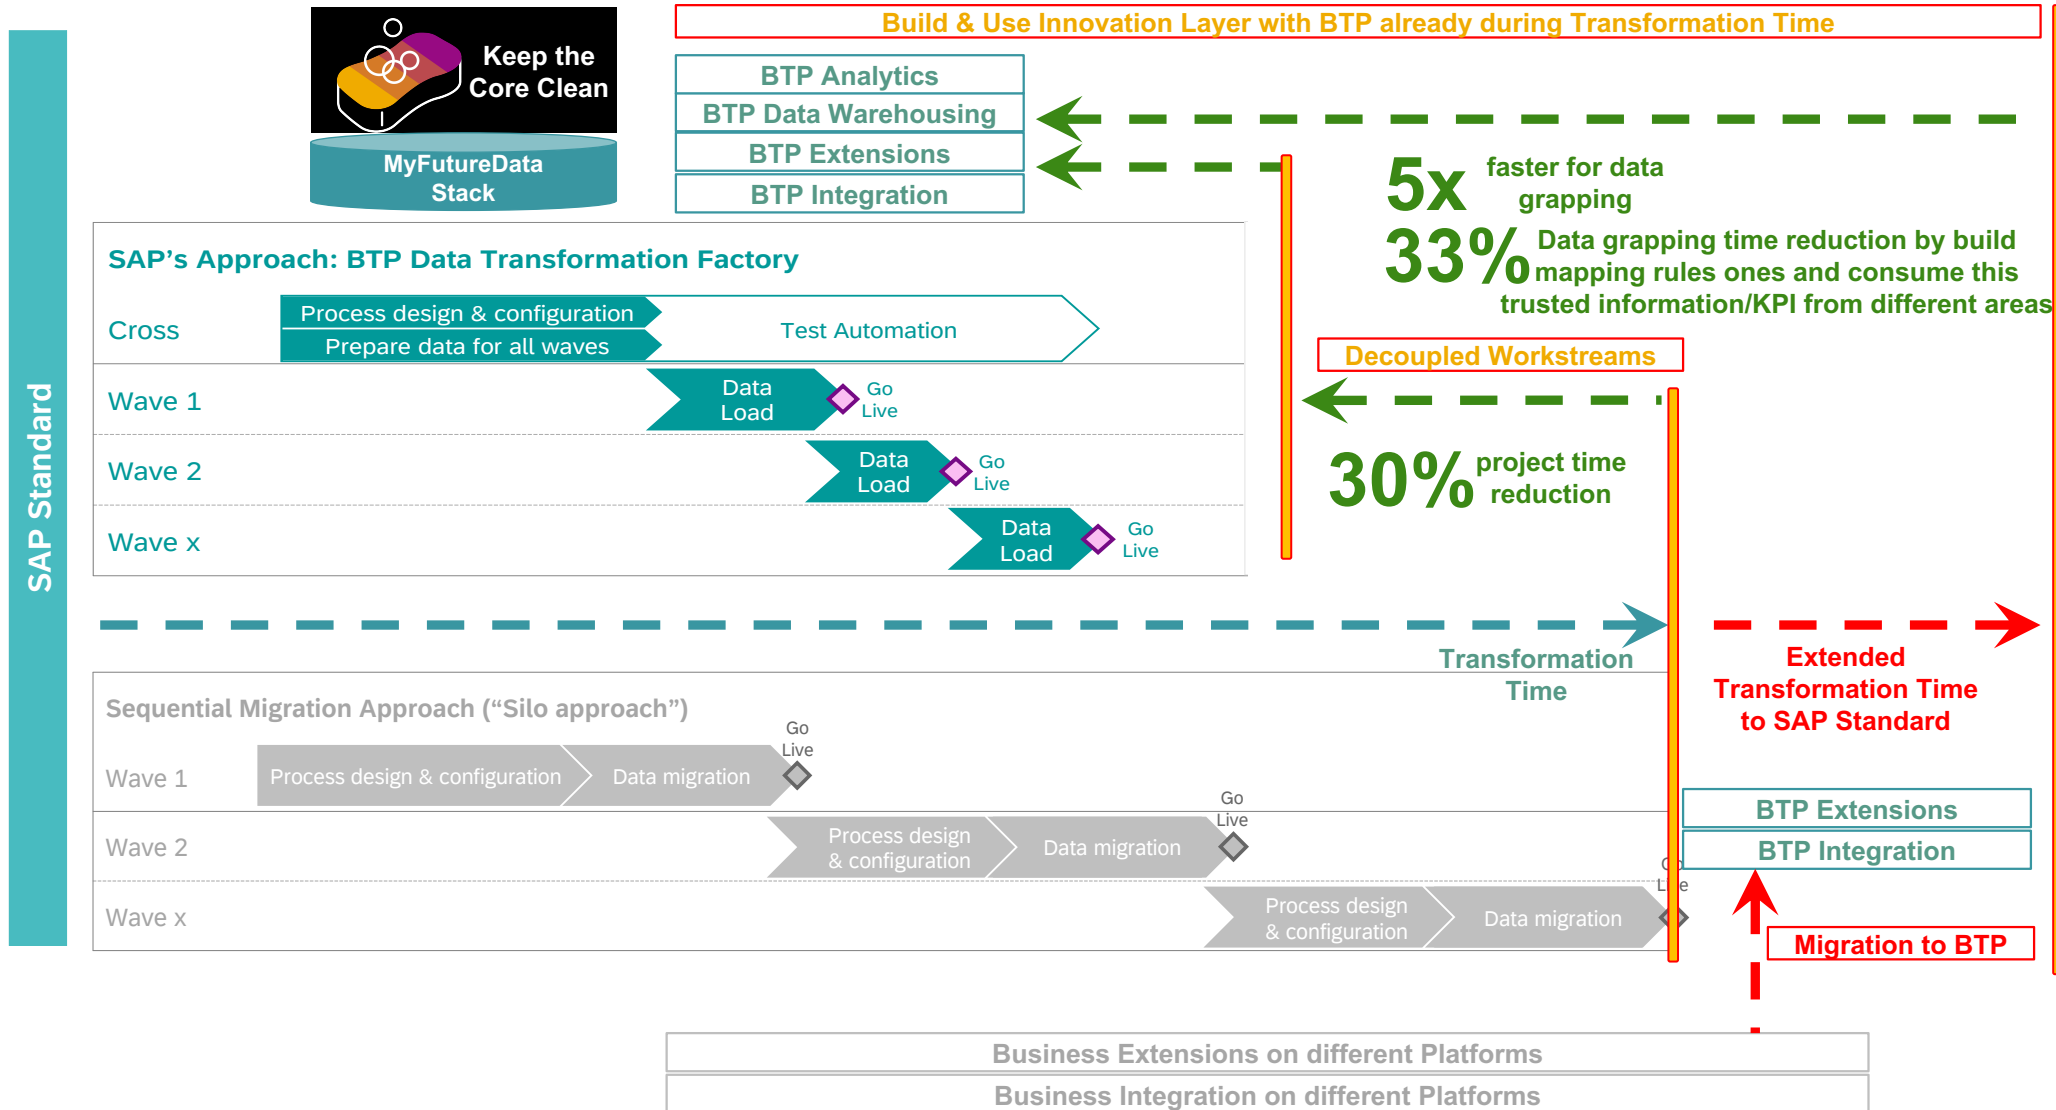 Build & Use Innovation Layer with BTP already during Transformation Time
Keep the
Core Clean
MyFutureData
Stack
BTP Analytics
BTP Data Warehousing
BTP Extensions
BTP Integration
5x
faster for data
grapping
33%
Data grapping time reduction by build
mapping rules ones and consume this
trusted information/KPI from different areas
SAP Standard
SAP’s Approach: BTP Data Transformation Factory
Cross
Process design & configuration
Prepare data for all waves
Test Automation
Wave 1
Data
Load
Go
Live
Wave 2
Data
Load
Go
Live
Wave x
Data
Load
Go
Live
Decoupled Workstreams
30%
project time
reduction
Transformation
Time
Extended
Transformation Time
to SAP Standard
Sequential Migration Approach (“Silo approach”)
Wave 1
Process design & configuration
Data migration
Go
Live
Wave 2
Process design
& configuration
Data migration
Go
Live
Wave x
Process design
& configuration
Data migration
Go
Live
BTP Extensions
BTP Integration
Migration to BTP
Business Extensions on different Platforms
Business Integration on different Platforms